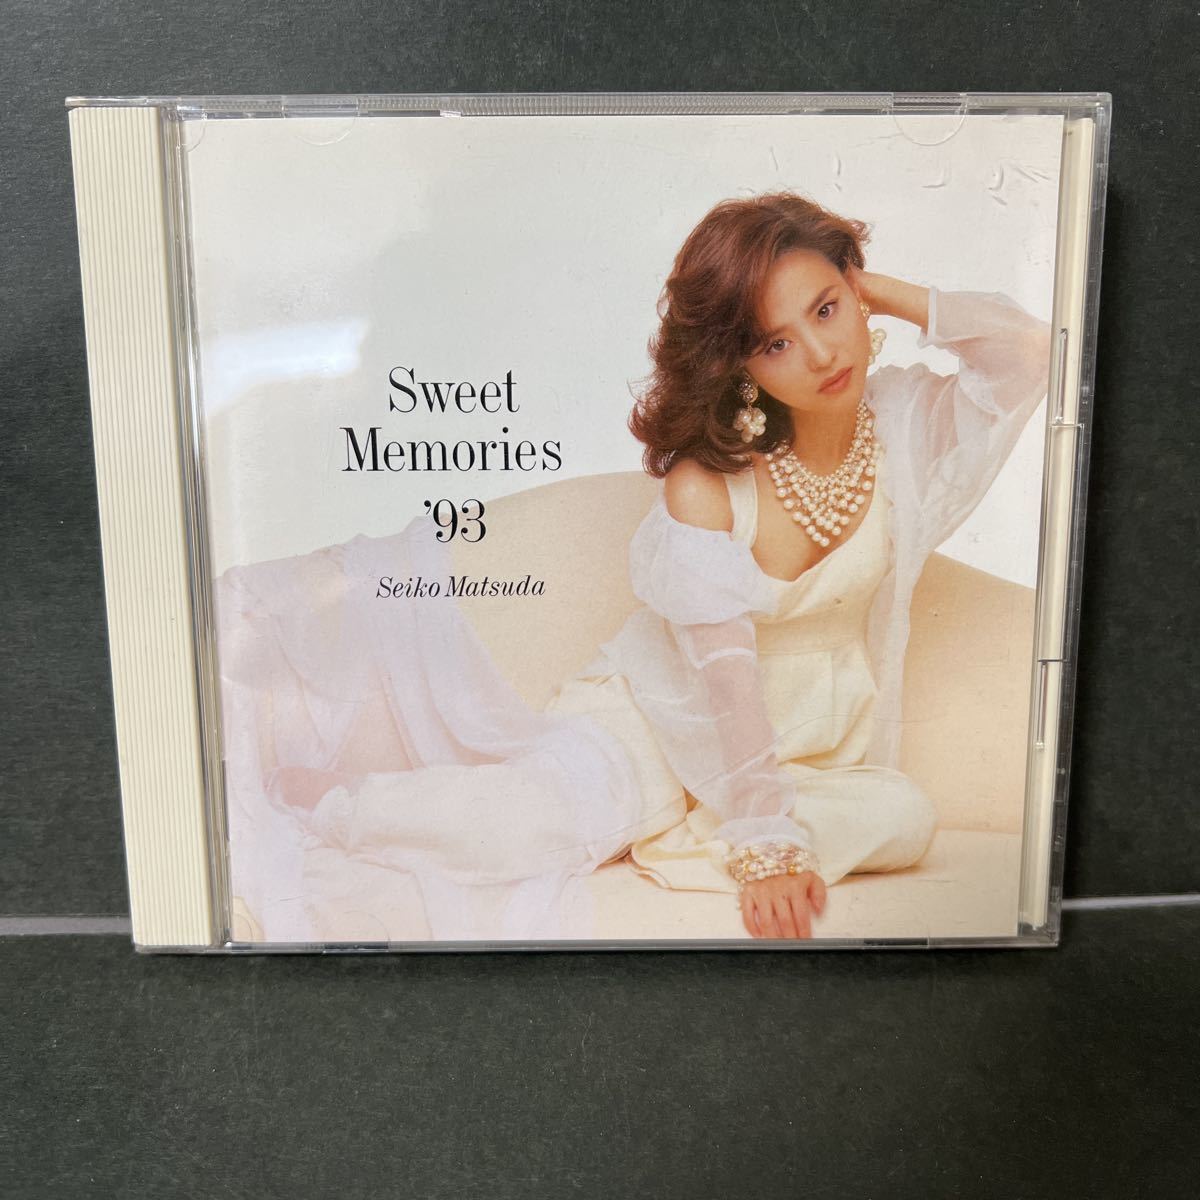 Sweet
Memories
’93
Seiko Matsuda